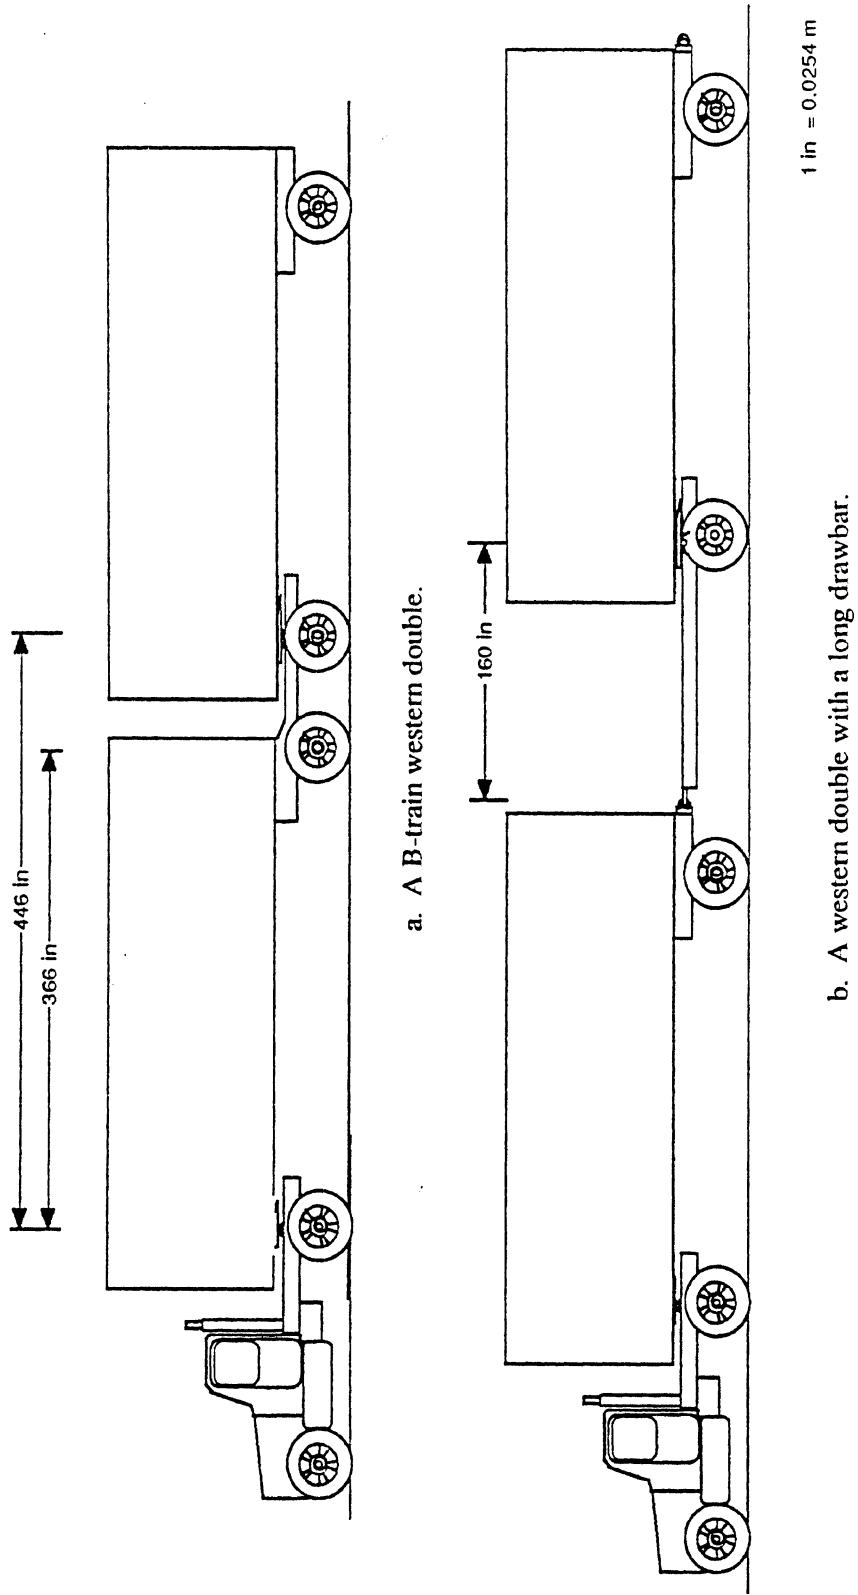 446 in
366 in
a. A B-train western double.
160 in
b. A western double with a long drawbar.
1 in = 0.0254 m